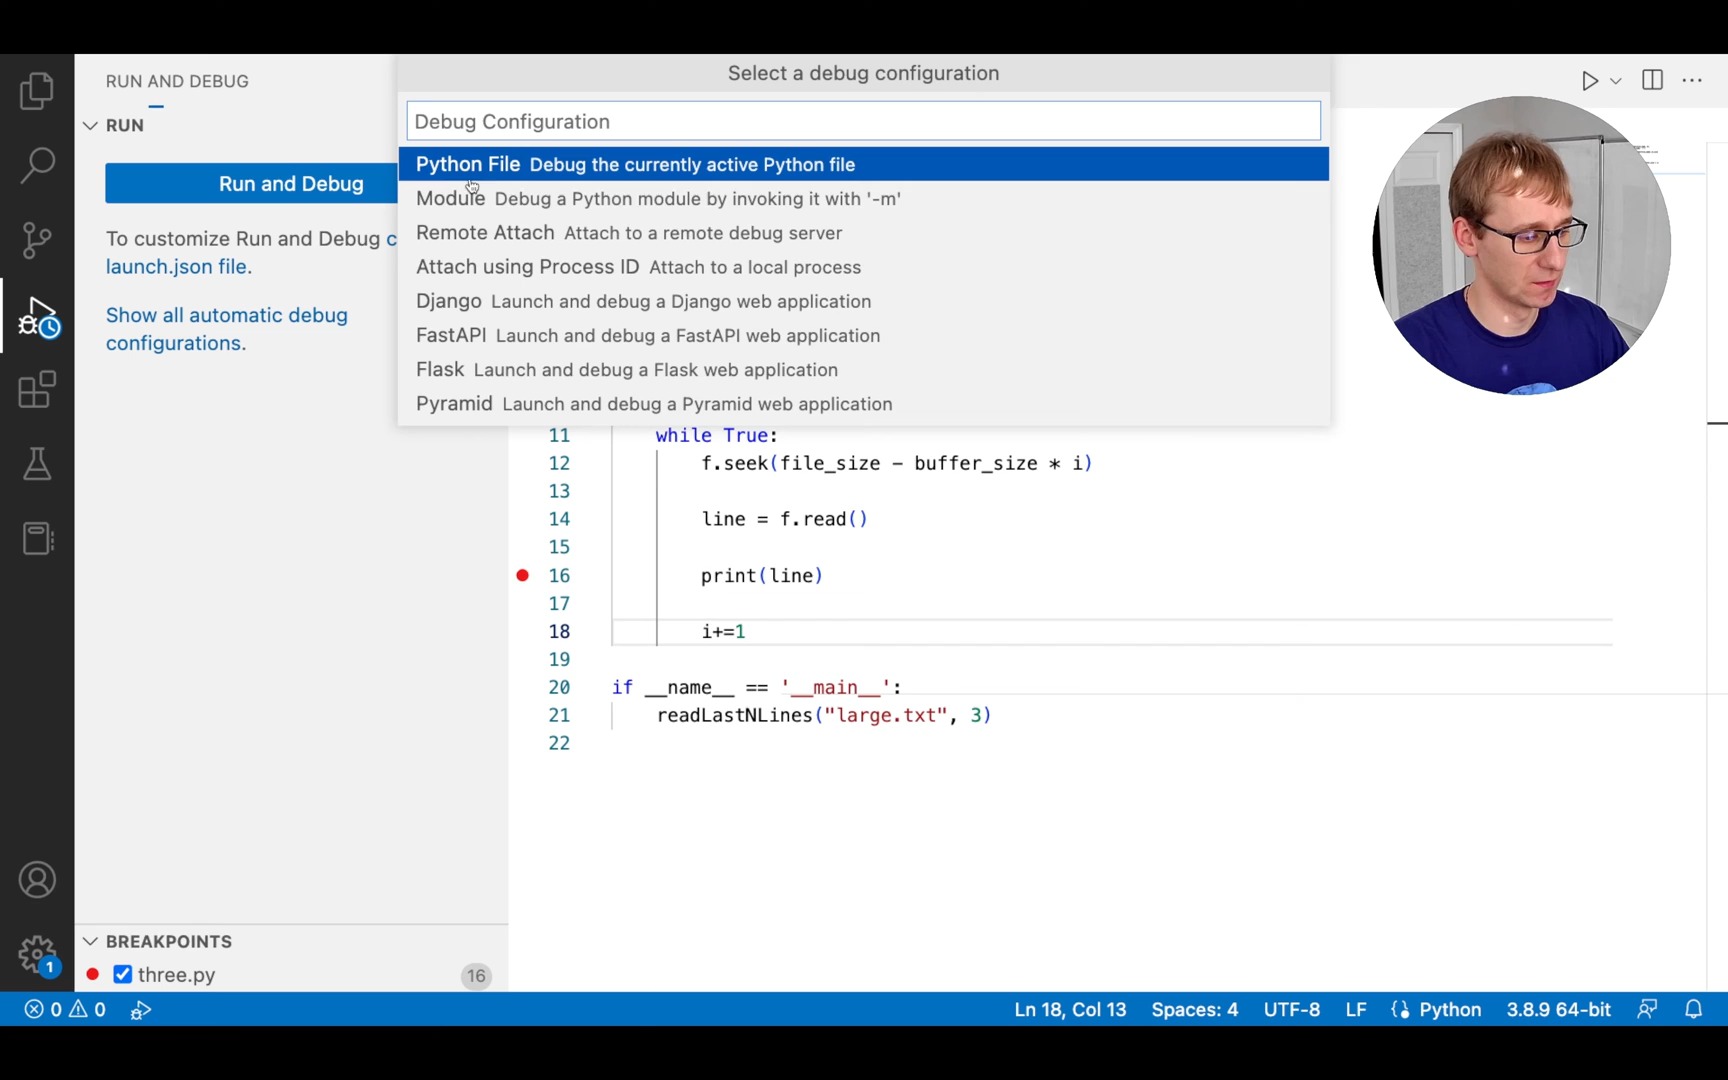 RUN AND DEBUG
RUN
Run and Debug
To customize Run and Debug c
launch.json file.
Show all automatic debug
configurations.
BREAKPOINTS
three.py 16
Select a debug configuration
Debug Configuration
Python File Debug the currently active Python file
Module Debug a Python module by invoking it with '-m'
Remote Attach Attach to a remote debug server
Attach using Process ID Attach to a local process
Django Launch and debug a Django web application
FastAPI Launch and debug a FastAPI web application
Flask Launch and debug a Flask web application
Pyramid Launch and debug a Pyramid web application
11 while True:
12 f.seek(file_size - buffer_size * i)
13
14 line = f.read()
15
16 print(line)
17
18 i+=1
19
20 if __name__ == '__main__':
21 readLastNLines("large.txt", 3)
22
1
0 0 Ln 18, Col 13 Spaces: 4 UTF-8 LF Python 3.8.9 64-bit